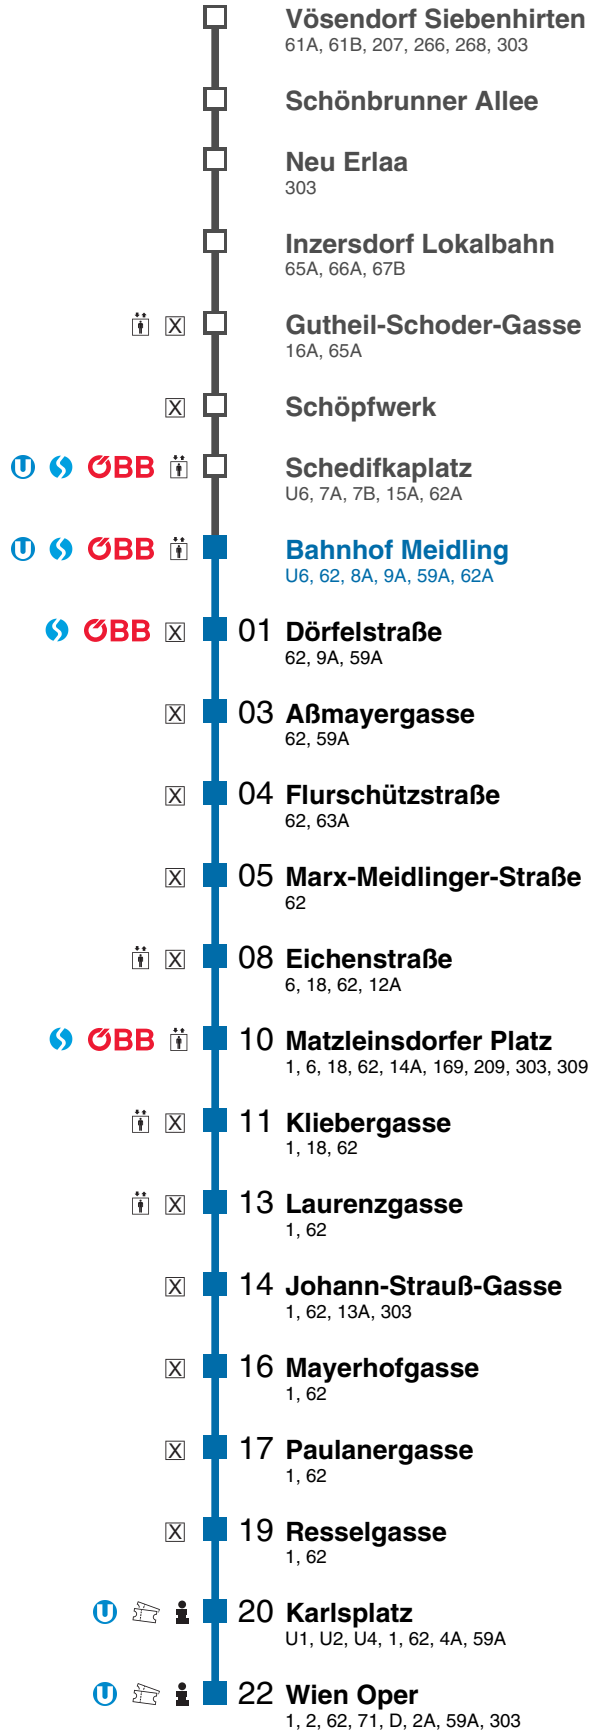 Vösendorf Siebenhirten
61A, 61B, 207, 266, 268, 303
Schönbrunner Allee
Neu Erlaa
303
Inzersdorf Lokalbahn
65A, 66A, 67B
X Gutheil-Schoder-Gasse
16A, 65A
X Schöpfwerk
U ÖBB Schedifkaplatz
U6, 7A, 7B, 15A, 62A
U ÖBB Bahnhof Meidling
U6, 62, 8A, 9A, 59A, 62A
ÖBB X 01 Dörfelstraße
62, 9A, 59A
X 03 Aßmayergasse
62, 59A
X 04 Flurschützstraße
62, 63A
X 05 Marx-Meidlinger-Straße
62
X 08 Eichenstraße
6, 18, 62, 12A
ÖBB 10 Matzleinsdorfer Platz
1, 6, 18, 62, 14A, 169, 209, 303, 309
X 11 Kliebergasse
1, 18, 62
X 13 Laurenzgasse
1, 62
X 14 Johann-Strauß-Gasse
1, 62, 13A, 303
X 16 Mayerhofgasse
1, 62
X 17 Paulanergasse
1, 62
X 19 Resselgasse
1, 62
U 20 Karlsplatz
U1, U2, U4, 1, 62, 4A, 59A
U 22 Wien Oper
1, 2, 62, 71, D, 2A, 59A, 303